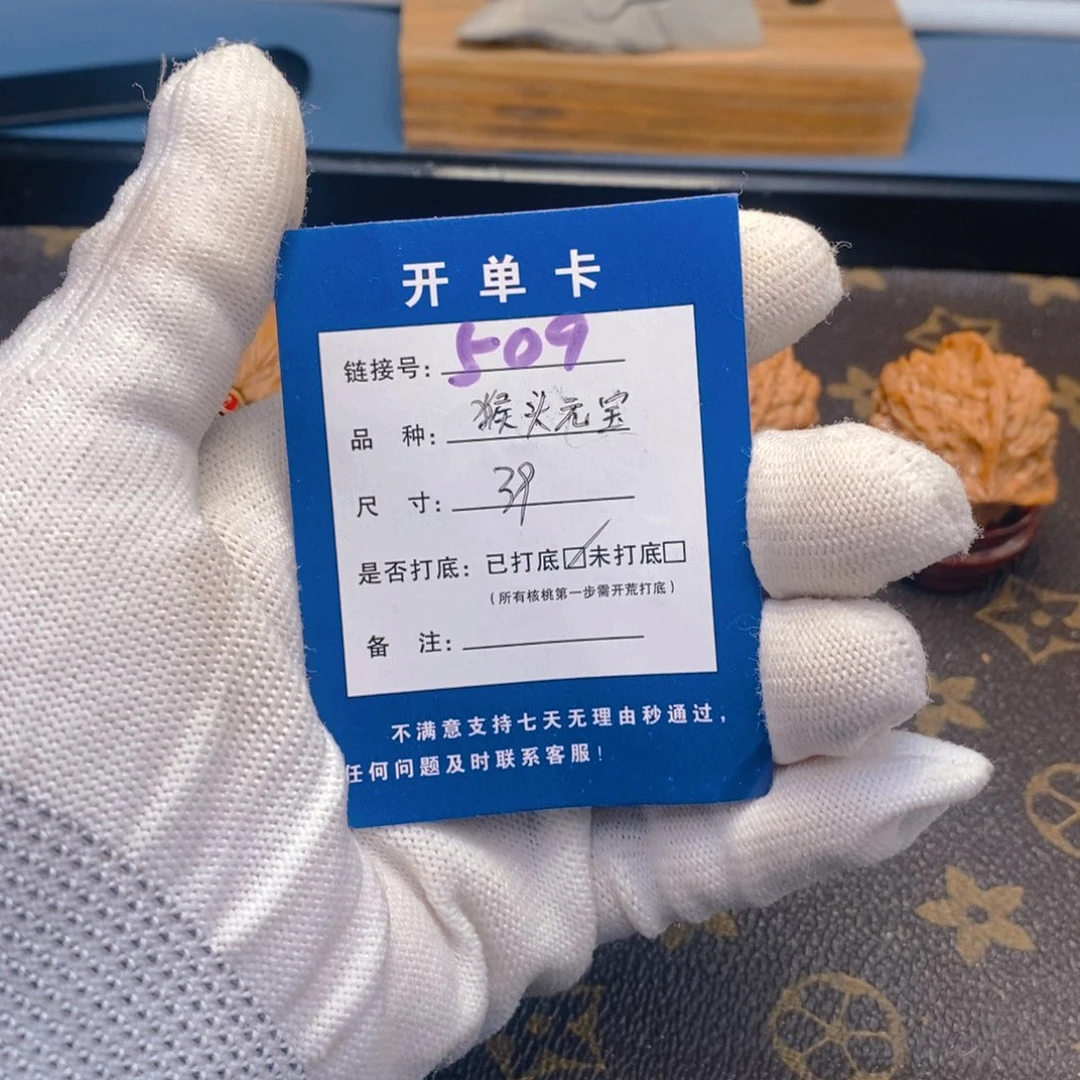 开单卡
链接号：509
品 种：猴头元宝
尺 寸：39
是否打底：已打底☑未打底☐
（所有核桃第一步需开荒打底）
备 注：
不满意支持七天无理由秒通过，
任何问题及时联系客服！